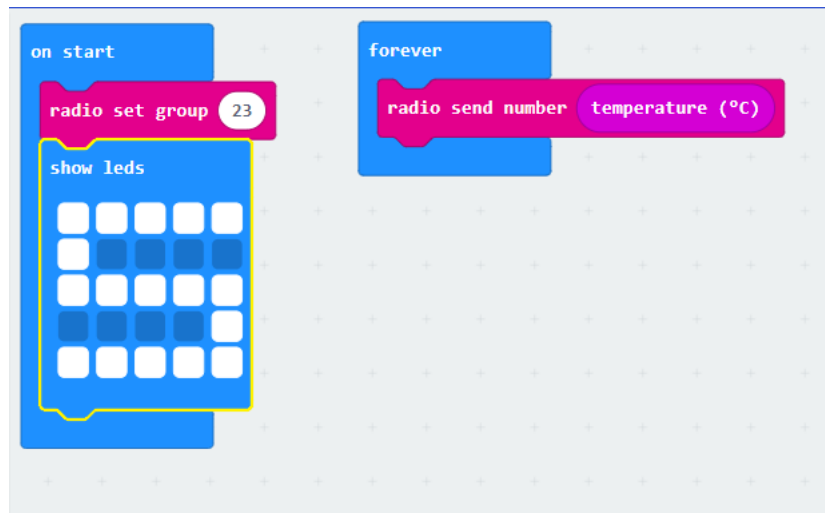 on start
radio set group 23
show leds
forever
radio send number temperature (°C)